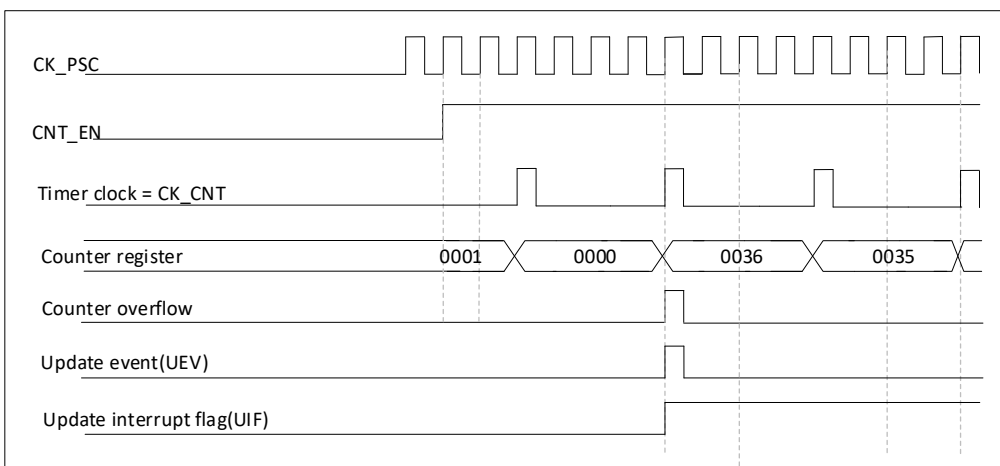 CK_PSC
CNT_EN
Timer clock = CK_CNT
Counter register 0001 0000 0036 0035
Counter overflow
Update event(UEV)
Update interrupt flag(UIF)